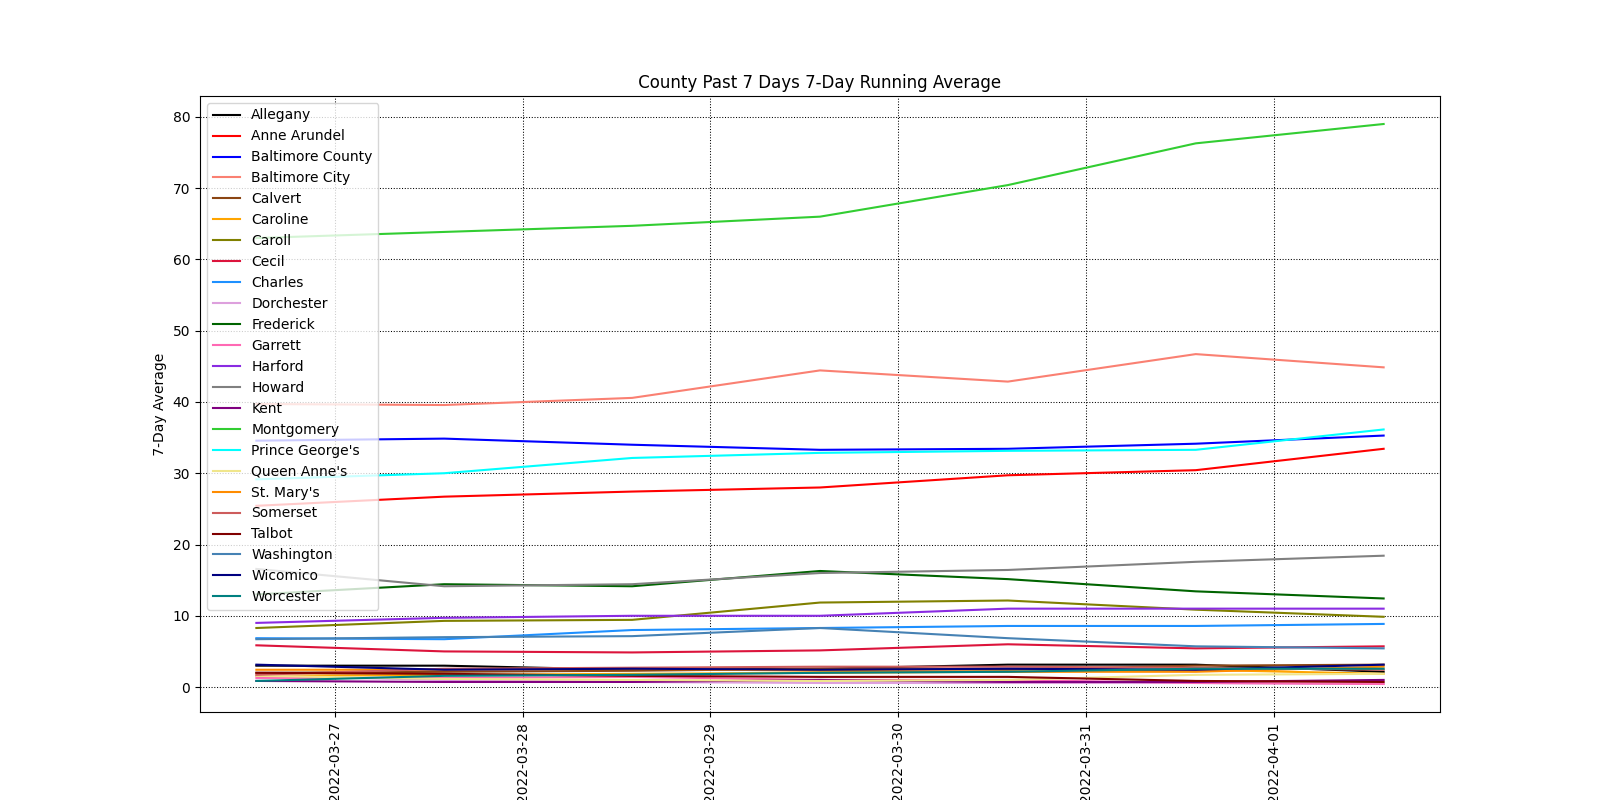 County Past 7 Days 7-Day Running Average
7-Day Average
80
70
60
50
40
30
20
10
0
Allegany
Anne Arundel
Baltimore County
Baltimore City
Calvert
Caroline
Caroll
Cecil
Charles
Dorchester
Frederick
Garrett
Harford
Howard
Kent
Montgomery
Prince George's
Queen Anne's
St. Mary's
Somerset
Talbot
Washington
Wicomico
Worcester
2022-03-27
2022-03-28
2022-03-29
2022-03-30
2022-03-31
2022-04-01